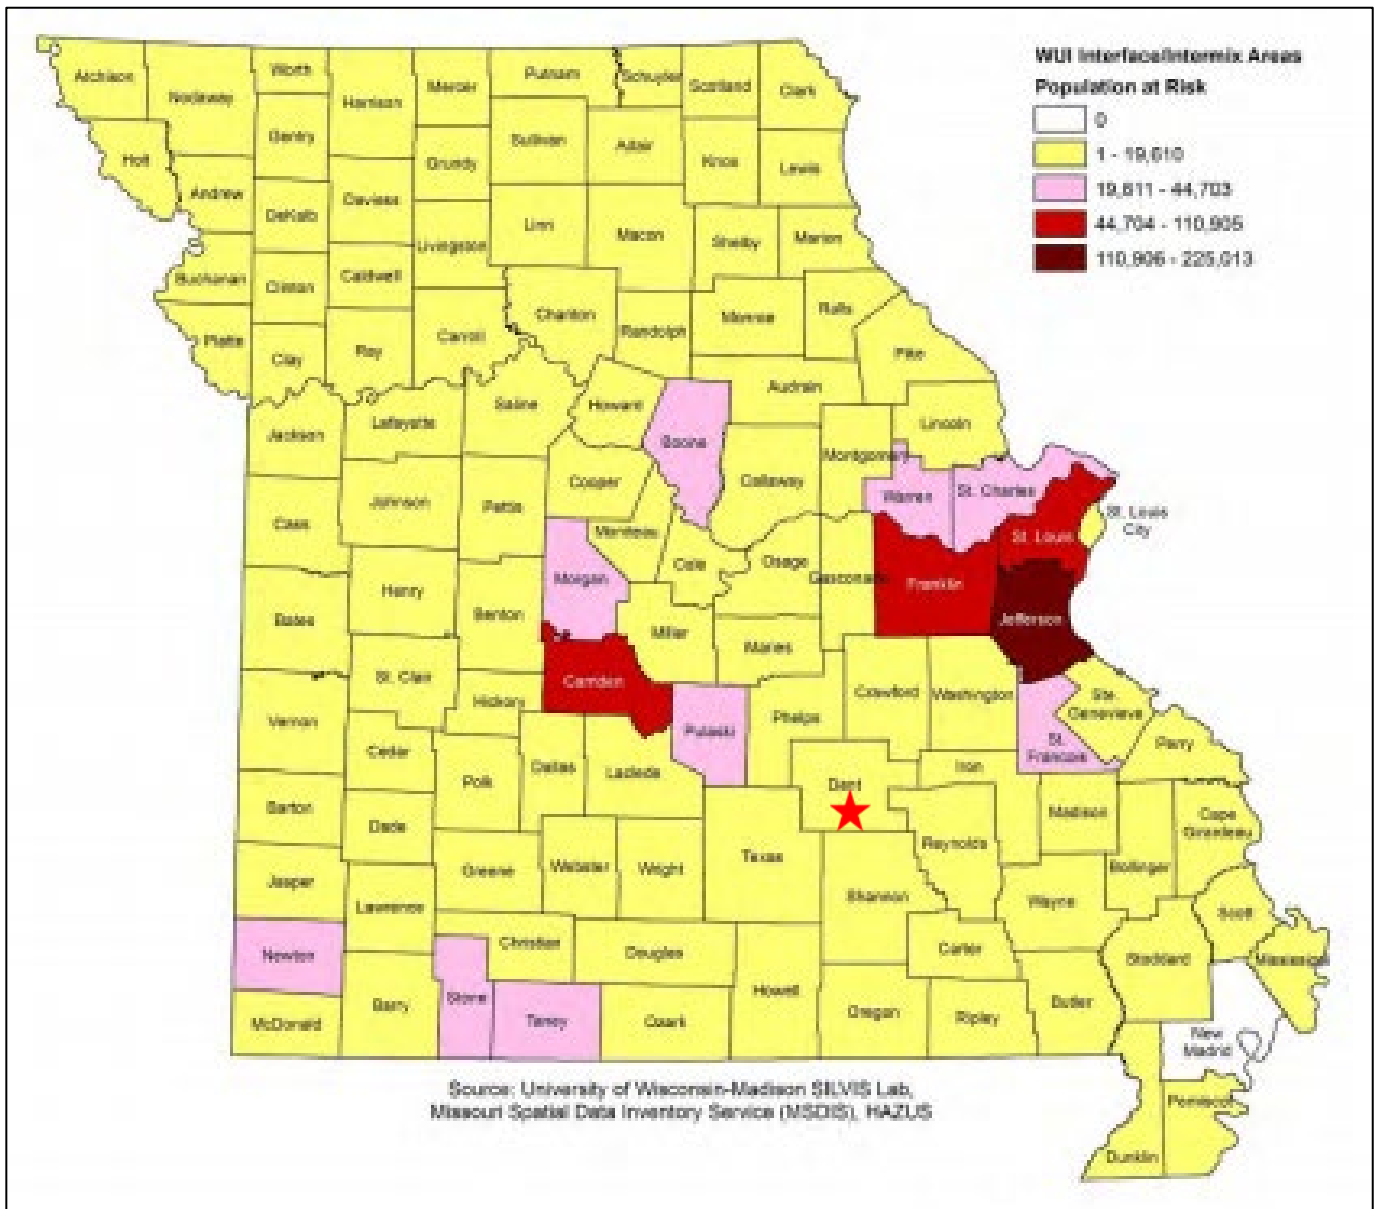 WUI Interface/Intermix Areas
Population at Risk
0
1 - 19,610
19,611 - 44,703
44,704 - 110,905
110,906 - 225,013
Atchison
Nodaway
Worth
Harrison
Mercer
Putnam
Schuyler
Scotland
Clark
Holt
Gentry
Grundy
Sullivan
Adair
Knox
Lewis
Andrew
DeKalb
Daviess
Livingston
Linn
Macon
Shelby
Marion
Buchanan
Clinton
Caldwell
Chariton
Randolph
Monroe
Ralls
Platte
Clay
Ray
Carroll
Pike
Audrain
Jackson
Lafayette
Saline
Howard
Boone
Lincoln
Montgomery
Callaway
Cooper
Warren
St. Charles
Johnson
Pettis
Cass
Moniteau
Cole
Osage
Gasconade
St. Louis
St. Louis
City
Morgan
Franklin
Henry
Benton
Jefferson
Bates
Miller
Maries
St. Clair
Camden
Hickory
Crawford
Washington
Ste.
Genevieve
Vernon
Cedar
Pulaski
Phelps
St.
Francois
Perry
Polk
Dallas
Laclede
Dent
Iron
Barton
Dade
Madison
Cape
Girardeau
Greene
Webster
Wright
Texas
Reynolds
Bollinger
Jasper
Lawrence
Shannon
Wayne
Scott
Newton
Christian
Douglas
Carter
Stoddard
Mississippi
McDonald
Barry
Stone
Taney
Ozark
Howell
Oregon
Ripley
Butler
New
Madrid
Pemiscot
Dunklin
Source: University of Wisconsin-Madison SILVIS Lab,
Missouri Spatial Data Inventory Service (MSDIS), HAZUS